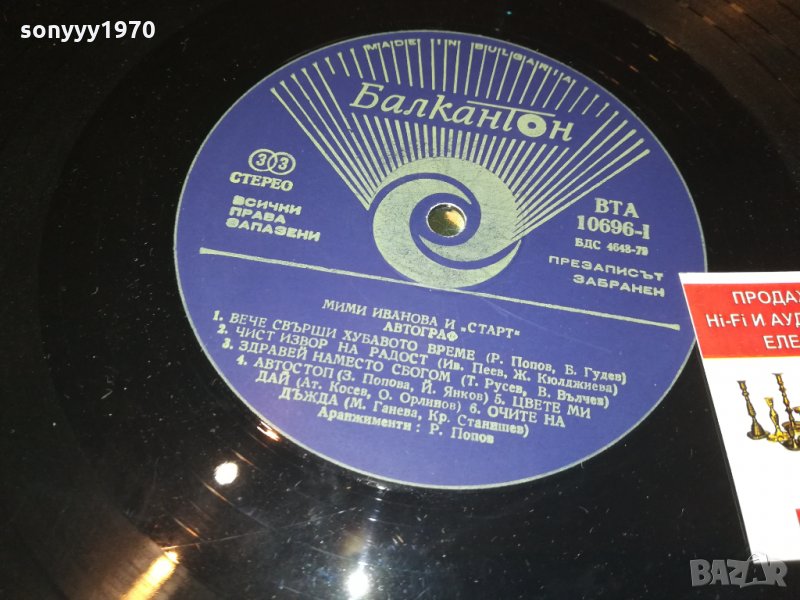 sonyyy1970
MADE IN BULGARIA
Балкантон
33
СТЕРЕО
ВСИЧКИ
ПРАВА
ЗАПАЗЕНИ
ВТА
10696-I
БДС 4648-79
ПРЕЗАПИСЪТ
ЗАБРАНЕН
МИМИ ИВАНОВА И „СТАРТ“
АВТОГРАФ
1. ВЕЧЕ СВЪРШИ ХУБАВОТО ВРЕМЕ (Р. Попов, В. Гудев)
2. ЧИСТ ИЗВОР НА РАДОСТ (Ив. Пеев, Ж. Кюлджиева)
3. ЗДРАВЕЙ НАМЕСТО СБОГОМ (Т. Русев, В. Вълчев)
4. АВТОСТОП (З. Попова, Й. Янков) 5. ЦВЕТЕ МИ
ДАЙ (Ат. Косев, О. Орлинов) 6. ОЧИТЕ НА
ДЪЖДА (М. Ганева, Кр. Станишев)
Аранжименти: Р. Попов
ПРОДАЖ
Hi-Fi И АУД
ЕЛЕ
BAZAR